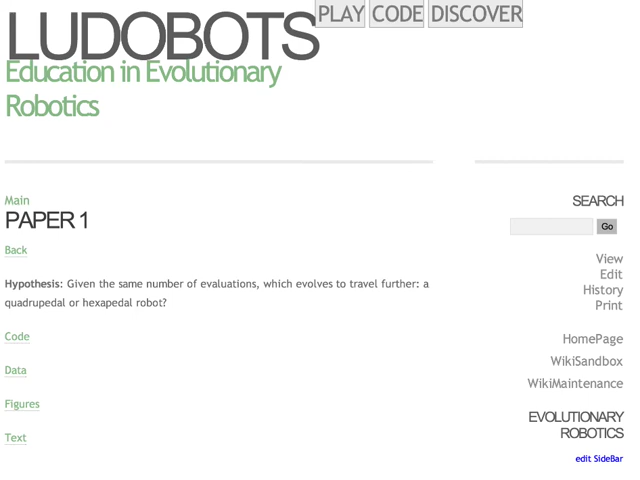 LUDOBOTS
PLAY CODE DISCOVER
Education in Evolutionary
Robotics
Main
PAPER 1
Back
Hypothesis: Given the same number of evaluations, which evolves to travel further: a
quadrupedal or hexapedal robot?
Code
Data
Figures
Text
SEARCH
Go
View
Edit
History
Print
HomePage
WikiSandbox
WikiMaintenance
EVOLUTIONARY
ROBOTICS
edit SideBar